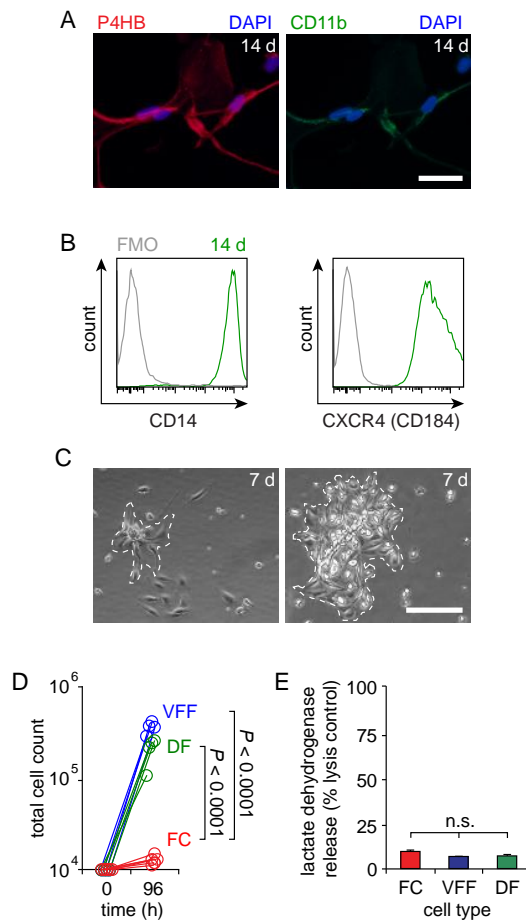 A
P4HB DAPI
14 d
CD11b DAPI
14 d
B
FMO 14 d
count
CD14
count
CXCR4 (CD184)
C
7 d
7 d
D
total cell count
10^6
10^5
10^4
VFF
DF
FC
P < 0.0001
P < 0.0001
0 96
time (h)
E
lactate dehydrogenase
release (% lysis control)
100
75
50
25
0
n.s.
FC VFF DF
cell type